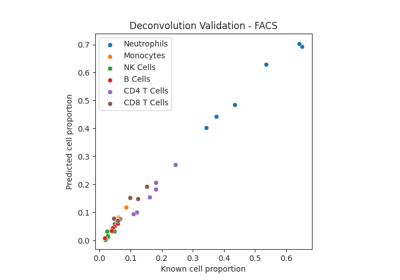 Deconvolution Validation - FACS
Neutrophils
Monocytes
NK Cells
B Cells
CD4 T Cells
CD8 T Cells
Predicted cell proportion
0.7
0.6
0.5
0.4
0.3
0.2
0.1
0.0
0.0 0.1 0.2 0.3 0.4 0.5 0.6
Known cell proportion